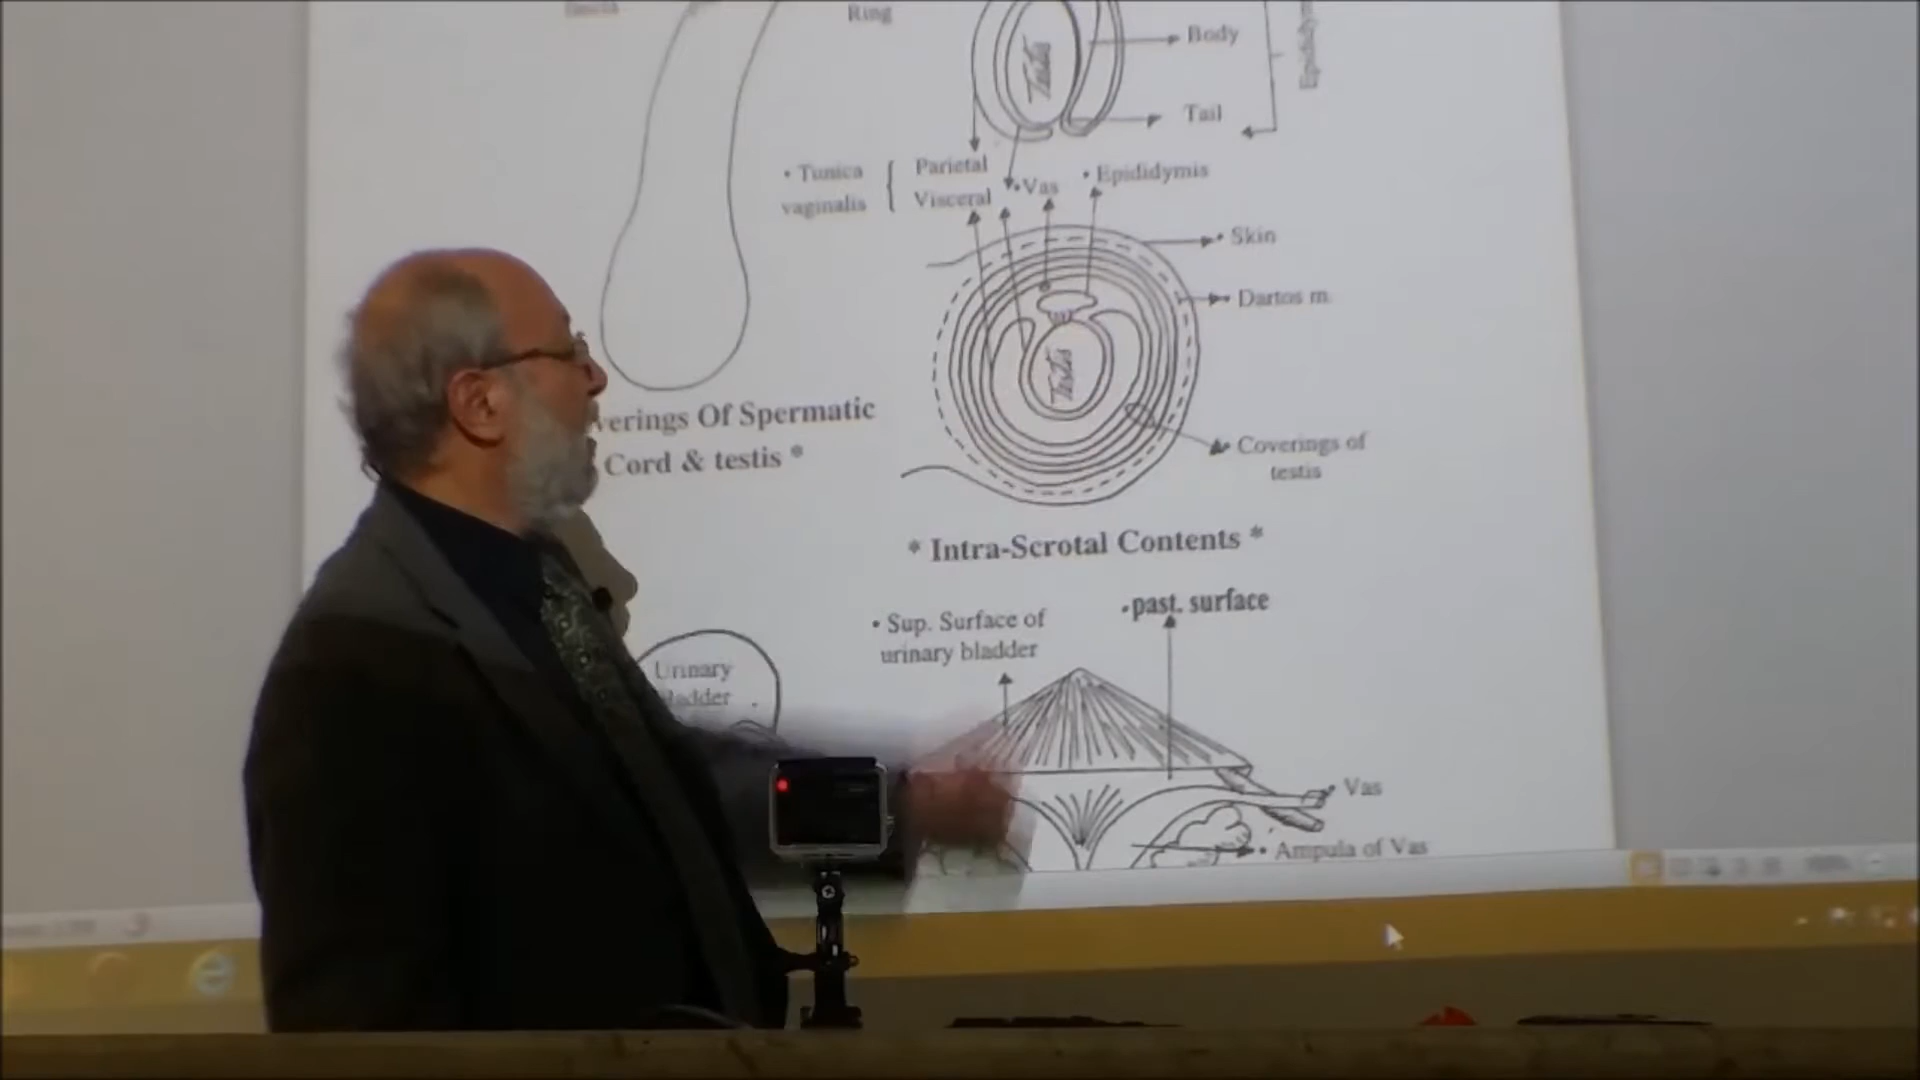 Ring
Body
Testis
Tail
• Tunica
vaginalis
Parietal
Visceral
• Vas
• Epididymis
• Skin
• Dartos m.
Testis
• Coverings of
testis
verings Of Spermatic
Cord & testis *
* Intra-Scrotal Contents *
• Sup. Surface of
urinary bladder
• past. surface
Urinary
ladder
• Vas
• Ampula of Vas